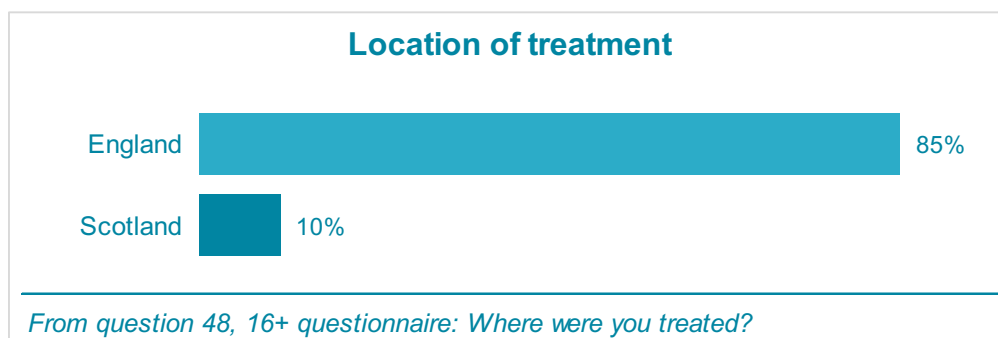 Location of treatment
England
85%
Scotland
10%
From question 48, 16+ questionnaire: Where were you treated?